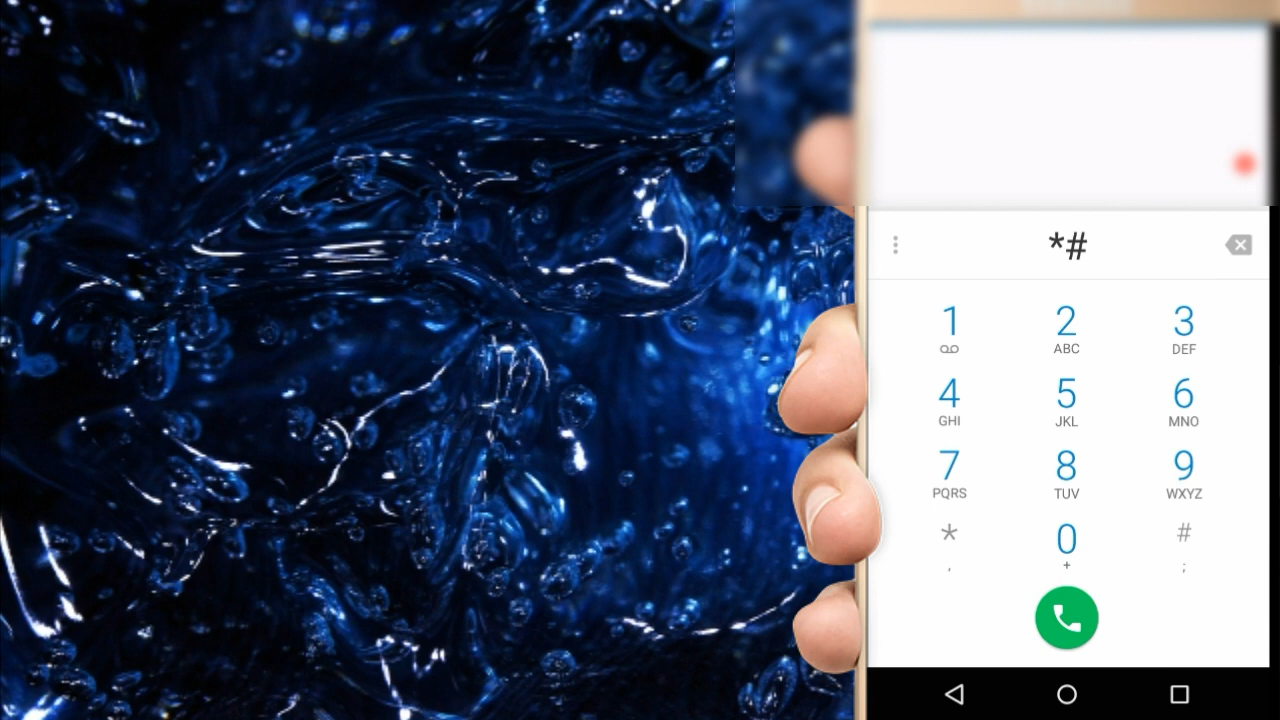 *#
1 2 3
ABC DEF
4 5 6
GHI JKL MNO
7 8 9
PQRS TUV WXYZ
* 0 #
, + ;